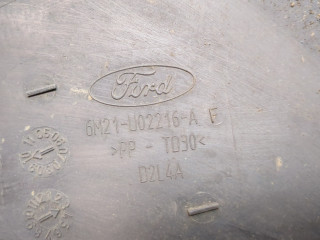 Ford
6M21-U02216-A F
>PP - TD30<
D2L4A